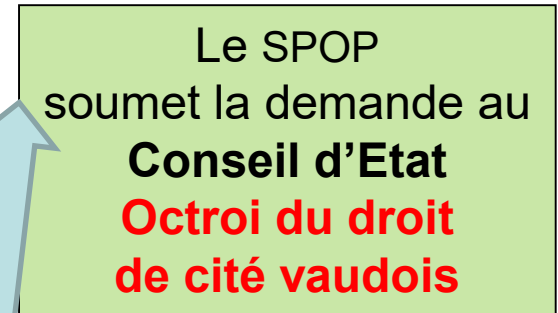 Le SPOP
soumet la demande au
Conseil d’Etat
Octroi du droit
de cité vaudois